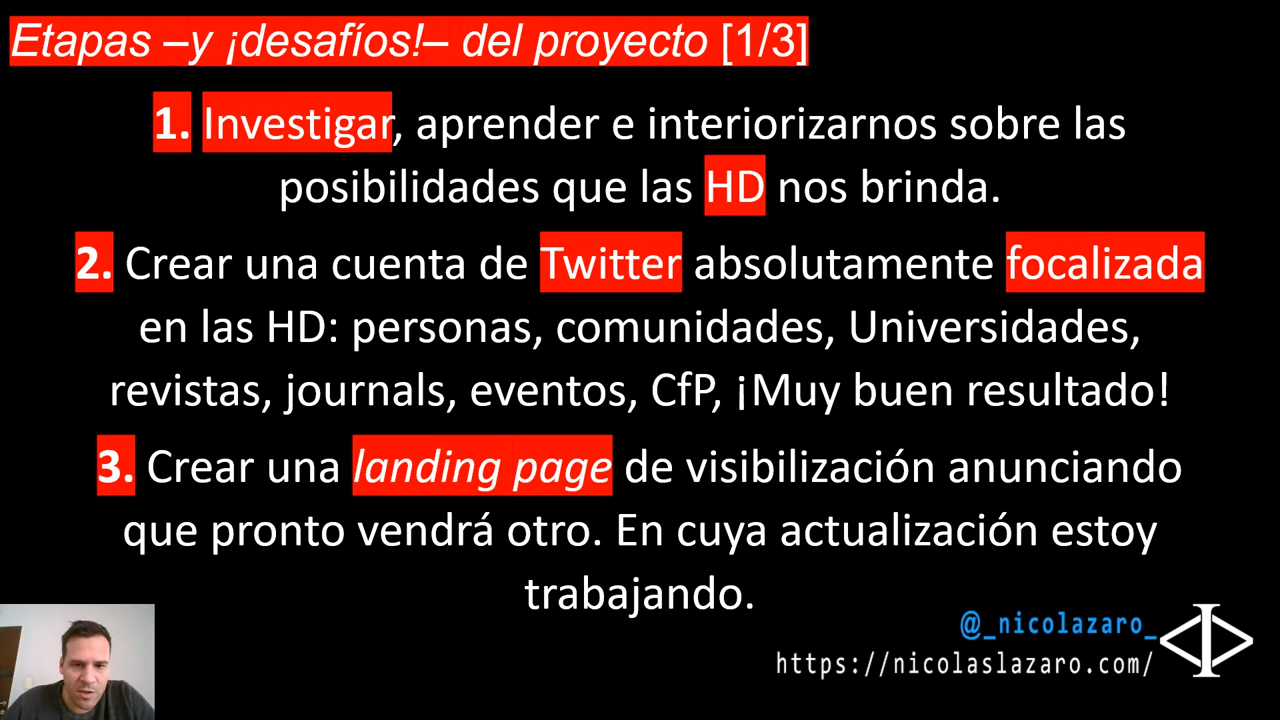 Etapas –y ¡desafíos!– del proyecto [1/3]
1. Investigar, aprender e interiorizarnos sobre las
posibilidades que las HD nos brinda.
2. Crear una cuenta de Twitter absolutamente focalizada
en las HD: personas, comunidades, Universidades,
revistas, journals, eventos, CfP, ¡Muy buen resultado!
3. Crear una landing page de visibilización anunciando
que pronto vendrá otro. En cuya actualización estoy
trabajando.
@_nicolazaro_
https://nicolaslazaro.com/